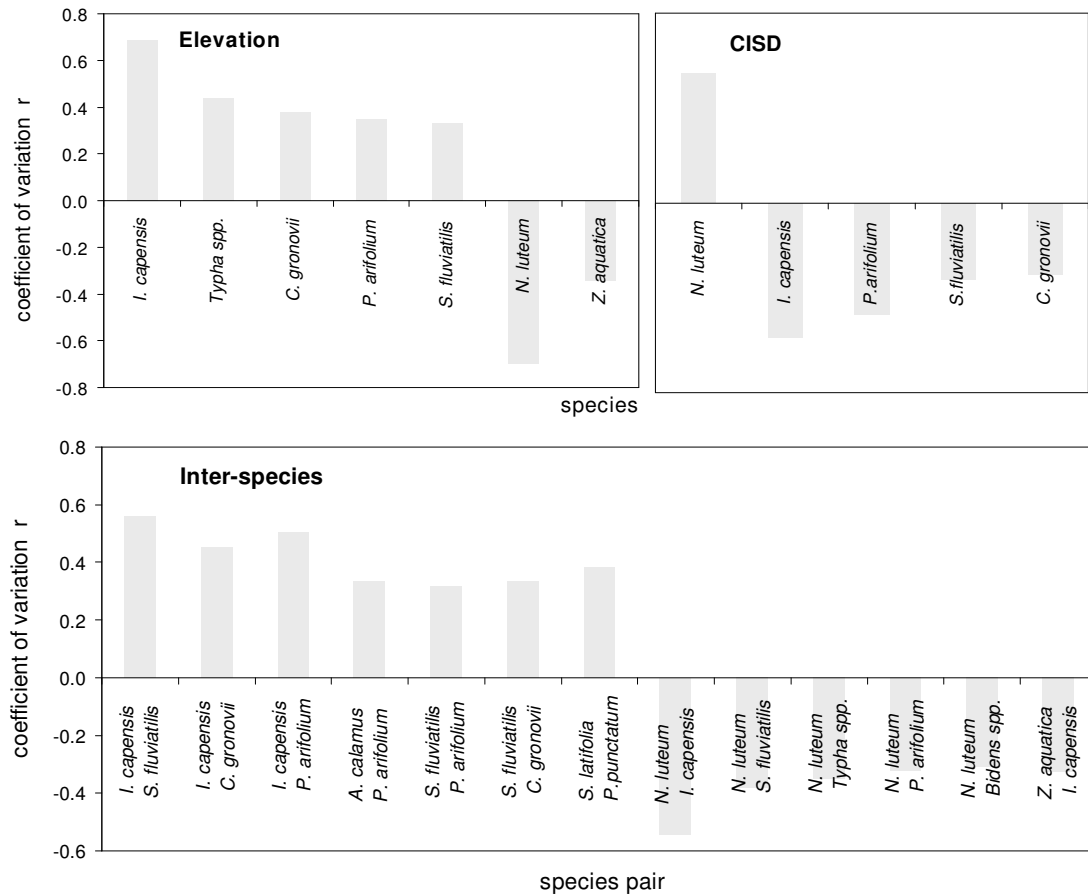 Elevation
0.8
0.6
0.4
0.2
0.0
-0.2
-0.4
-0.6
-0.8
coefficient of variation r
I. capensis
Typha spp.
C. gronovii
P. arifolium
S. fluviatilis
N. luteum
Z. aquatica
species
CISD
N. luteum
I. capensis
P.arifolium
S.fluviatilis
C. gronovii
Inter-species
0.8
0.6
0.4
0.2
0.0
-0.2
-0.4
-0.6
coefficient of variation r
I. capensis
S. fluviatilis
I. capensis
C. gronovii
I. capensis
P. arifolium
A. calamus
P. arifolium
S. fluviatilis
P. arifolium
S. fluviatilis
C. gronovii
S. latifolia
P.punctatum
N. luteum
I. capensis
N. luteum
S. fluviatilis
N. luteum
Typha spp.
N. luteum
P. arifolium
N. luteum
Bidens spp.
Z. aquatica
I. capensis
species pair